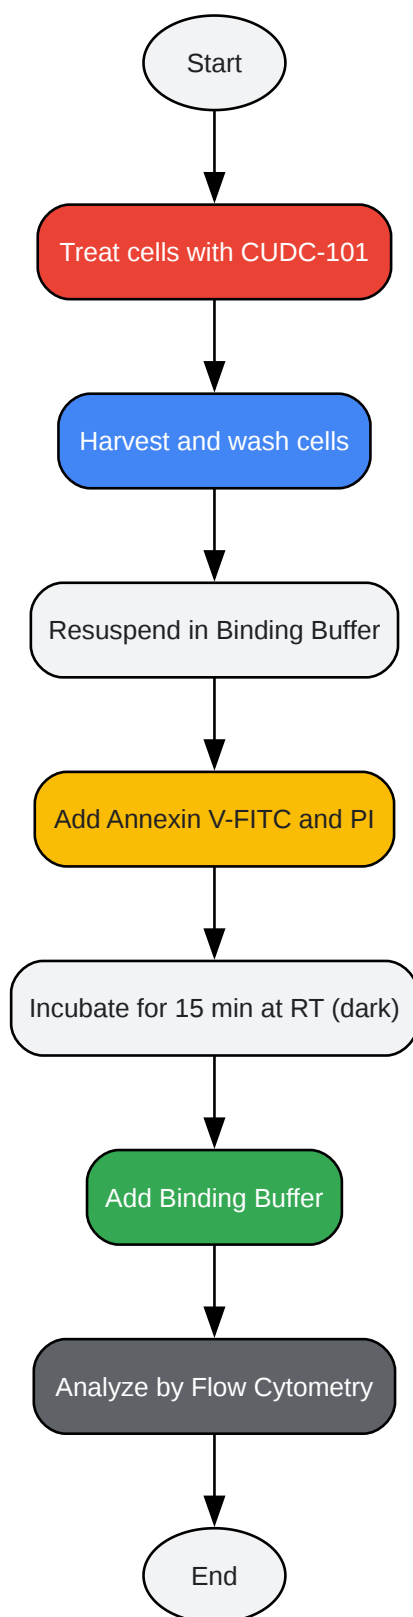 Start
Treat cells with CUDC-101
Harvest and wash cells
Resuspend in Binding Buffer
Add Annexin V-FITC and PI
Incubate for 15 min at RT (dark)
Add Binding Buffer
Analyze by Flow Cytometry
End